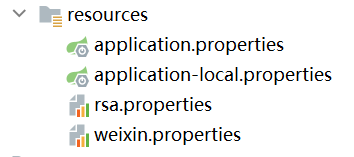 resources
application.properties
application-local.properties
rsa.properties
weixin.properties